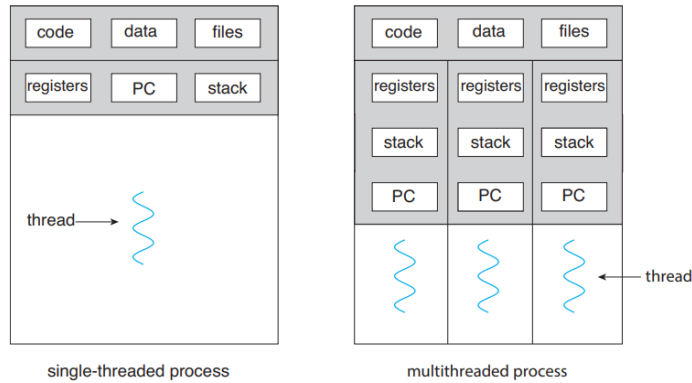 code data files
registers PC stack
thread
single-threaded process
code data files
registers registers registers
stack stack stack
PC PC PC
thread
multithreaded process